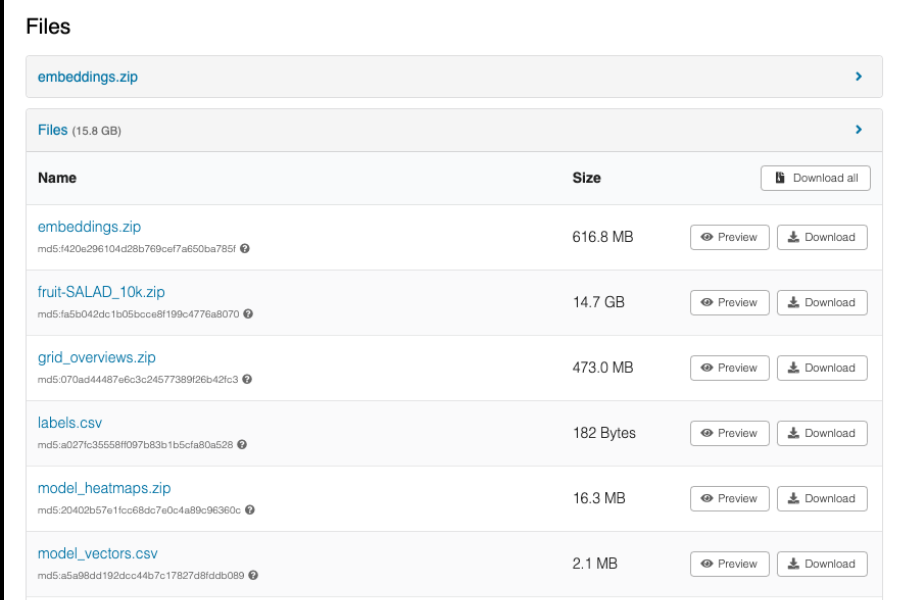 Files
embeddings.zip
Files (15.8 GB)
Name Size Download all
embeddings.zip 616.8 MB Preview Download
md5:f420e296104d28b769cef7a650ba785f
fruit-SALAD_10k.zip 14.7 GB Preview Download
md5:fa5b042dc1b05bcce8f199c4776a8070
grid_overviews.zip 473.0 MB Preview Download
md5:070ad44487e6c3c24577389f26b42fc3
labels.csv 182 Bytes Preview Download
md5:a027fc35558ff097b83b1b5cfa80a528
model_heatmaps.zip 16.3 MB Preview Download
md5:20402b57e1fcc68dc7e0c4a89c96360c
model_vectors.csv 2.1 MB Preview Download
md5:a5a98dd192dcc44b7c17827d8fddb089